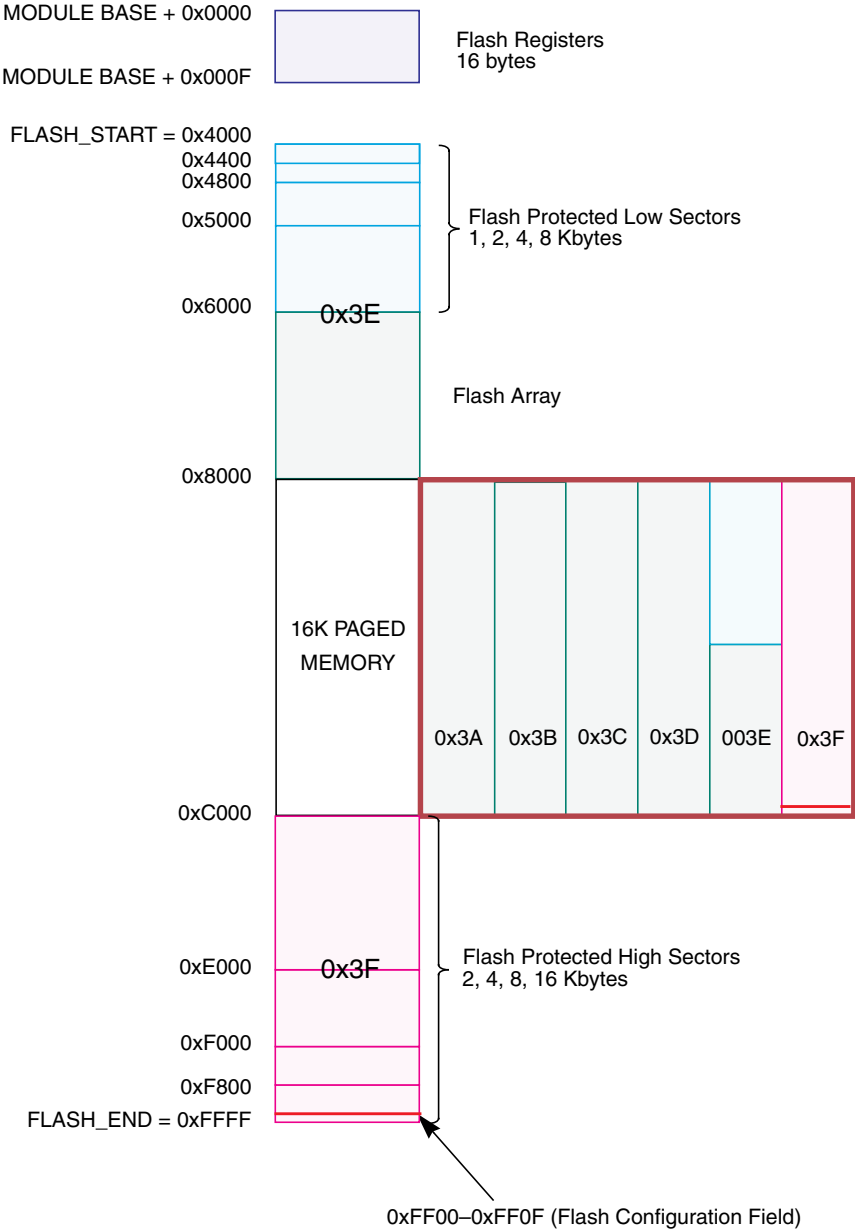 MODULE BASE + 0x0000
Flash Registers
16 bytes
MODULE BASE + 0x000F
FLASH_START = 0x4000
0x4400
0x4800
0x5000
Flash Protected Low Sectors
1, 2, 4, 8 Kbytes
0x6000
0x3E
Flash Array
0x8000
16K PAGED
MEMORY
0x3A
0x3B
0x3C
0x3D
003E
0x3F
0xC000
0xE000
0x3F
Flash Protected High Sectors
2, 4, 8, 16 Kbytes
0xF000
0xF800
FLASH_END = 0xFFFF
0xFF00–0xFF0F (Flash Configuration Field)